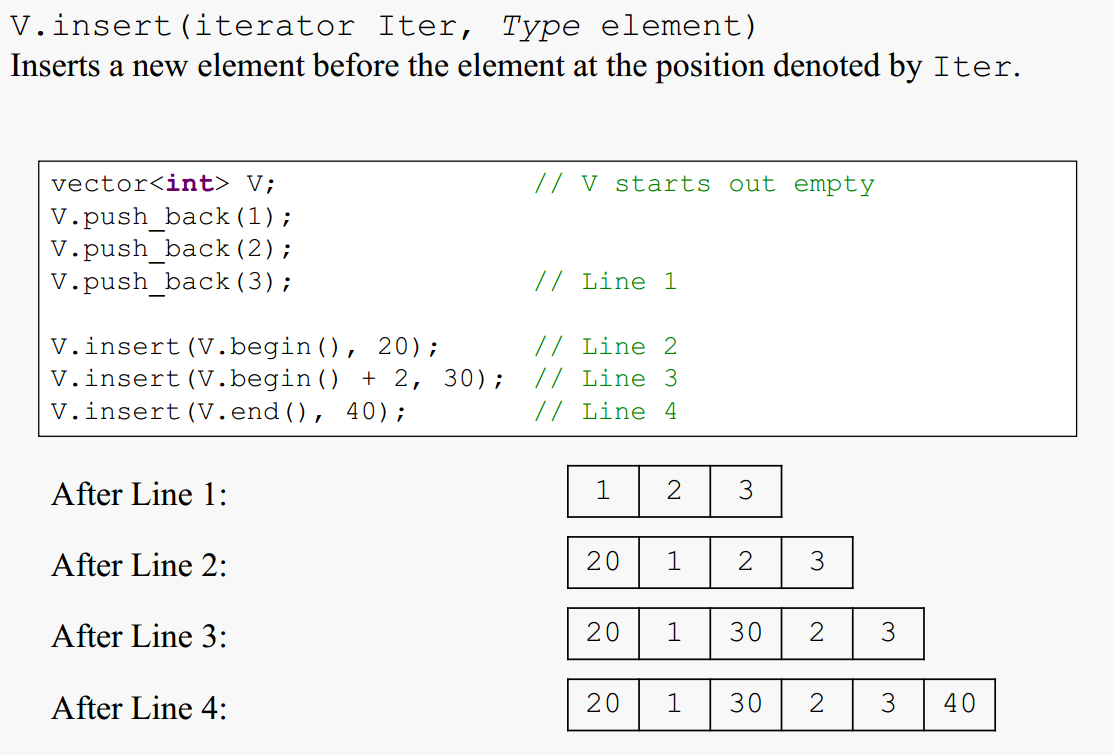 V.insert(iterator Iter, Type element)
Inserts a new element before the element at the position denoted by Iter.
vector<int> V; // V starts out empty
V.push_back(1);
V.push_back(2);
V.push_back(3); // Line 1
V.insert(V.begin(), 20); // Line 2
V.insert(V.begin() + 2, 30); // Line 3
V.insert(V.end(), 40); // Line 4
After Line 1: 1 2 3
After Line 2: 20 1 2 3
After Line 3: 20 1 30 2 3
After Line 4: 20 1 30 2 3 40